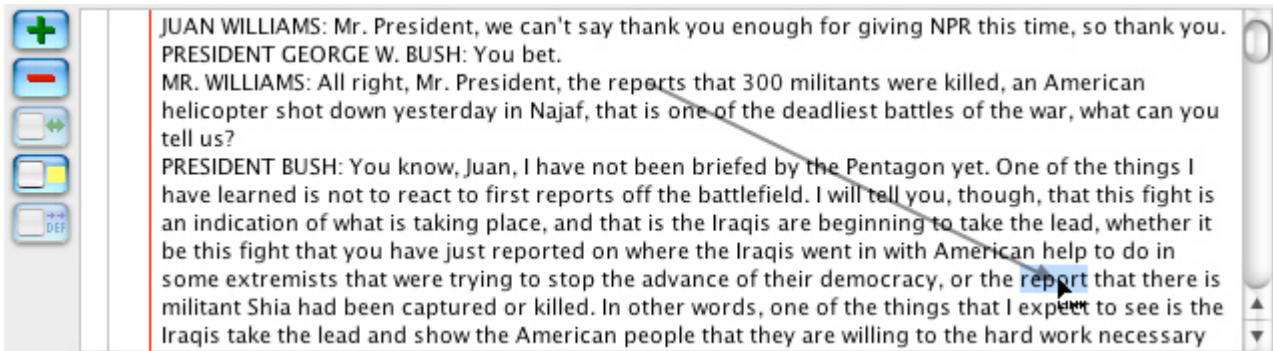 JUAN WILLIAMS: Mr. President, we can't say thank you enough for giving NPR this time, so thank you.
PRESIDENT GEORGE W. BUSH: You bet.
MR. WILLIAMS: All right, Mr. President, the reports that 300 militants were killed, an American
helicopter shot down yesterday in Najaf, that is one of the deadliest battles of the war, what can you
tell us?
PRESIDENT BUSH: You know, Juan, I have not been briefed by the Pentagon yet. One of the things I
have learned is not to react to first reports off the battlefield. I will tell you, though, that this fight is
an indication of what is taking place, and that is the Iraqis are beginning to take the lead, whether it
be this fight that you have just reported on where the Iraqis went in with American help to do in
some extremists that were trying to stop the advance of their democracy, or the report that there is
militant Shia had been captured or killed. In other words, one of the things that I expect to see is the
Iraqis take the lead and show the American people that they are willing to the hard work necessary
DEF
LINK